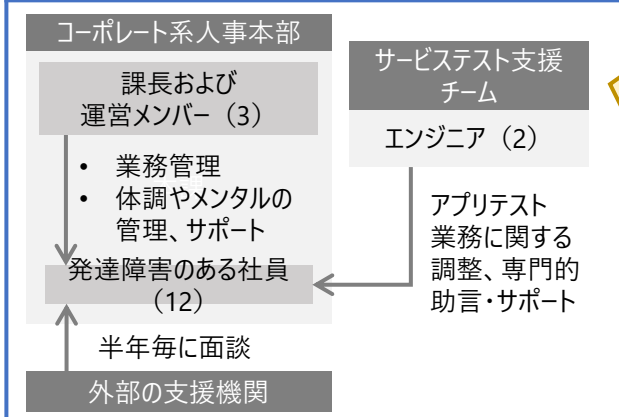 コーポレート系人事本部
課長および
運営メンバー（3）
• 業務管理
• 体調やメンタルの
管理、サポート
発達障害のある社員
（12）
半年毎に面談
外部の支援機関
サービステスト支援
チーム
エンジニア（2）
アプリテスト
業務に関する
調整、専門的
助言・サポート